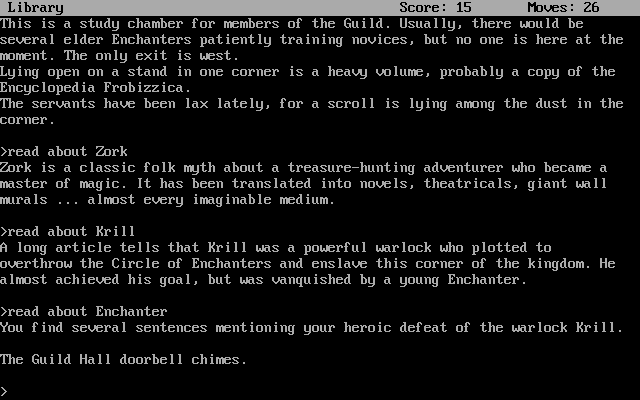 Library Score: 15 Moves: 26
This is a study chamber for members of the Guild. Usually, there would be
several elder Enchanters patiently training novices, but no one is here at the
moment. The only exit is west.
Lying open on a stand in one corner is a heavy volume, probably a copy of the
Encyclopedia Frobizzica.
The servants have been lax lately, for a scroll is lying among the dust in the
corner.
>read about Zork
Zork is a classic folk myth about a treasure-hunting adventurer who became a
master of magic. It has been translated into novels, theatricals, giant wall
murals ... almost every imaginable medium.
>read about Krill
A long article tells that Krill was a powerful warlock who plotted to
overthrow the Circle of Enchanters and enslave this corner of the kingdom. He
almost achieved his goal, but was vanquished by a young Enchanter.
>read about Enchanter
You find several sentences mentioning your heroic defeat of the warlock Krill.
The Guild Hall doorbell chimes.
>